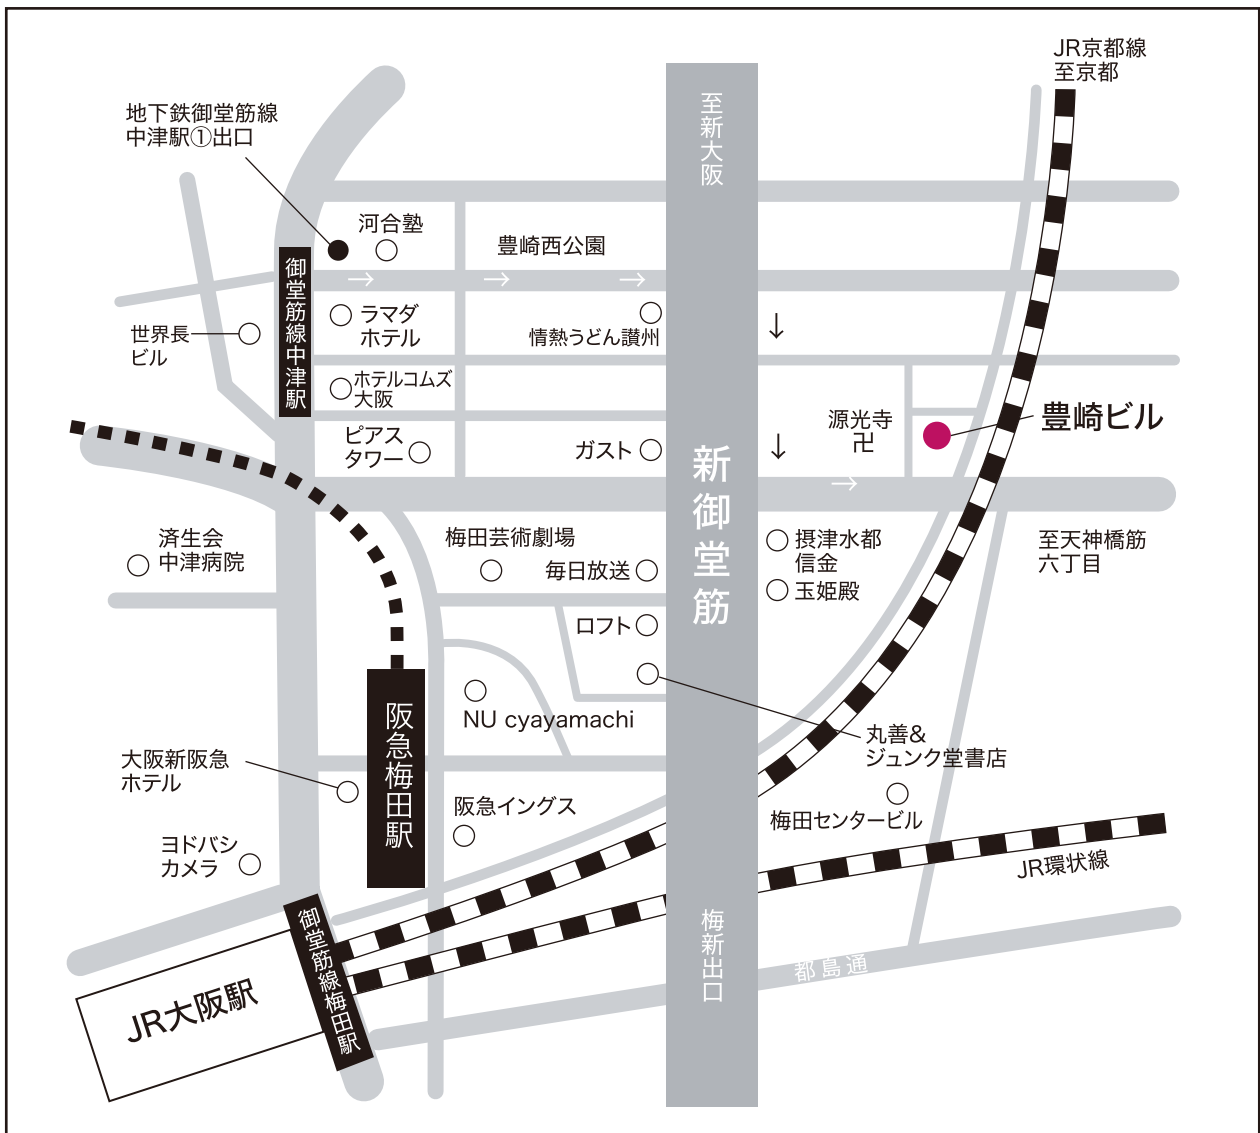 JR京都線
至京都
地下鉄御堂筋線
中津駅①出口
至新大阪
河合塾
豊崎西公園
→
→
→
御堂筋線中津駅
ラマダ
ホテル
情熱うどん讃州
↓
世界長
ビル
ホテルコムズ
大阪
豊崎ビル
源光寺
卍
ピアス
タワー
ガスト
↓
新御堂筋
→
済生会
中津病院
梅田芸術劇場
毎日放送
摂津水都
信金
玉姫殿
至天神橋筋
六丁目
ロフト
NU cyayamachi
阪急梅田駅
丸善&
ジュンク堂書店
大阪新阪急
ホテル
阪急イングス
梅田センタービル
ヨドバシ
カメラ
JR環状線
御堂筋線梅田駅
梅新出口
都島通
JR大阪駅